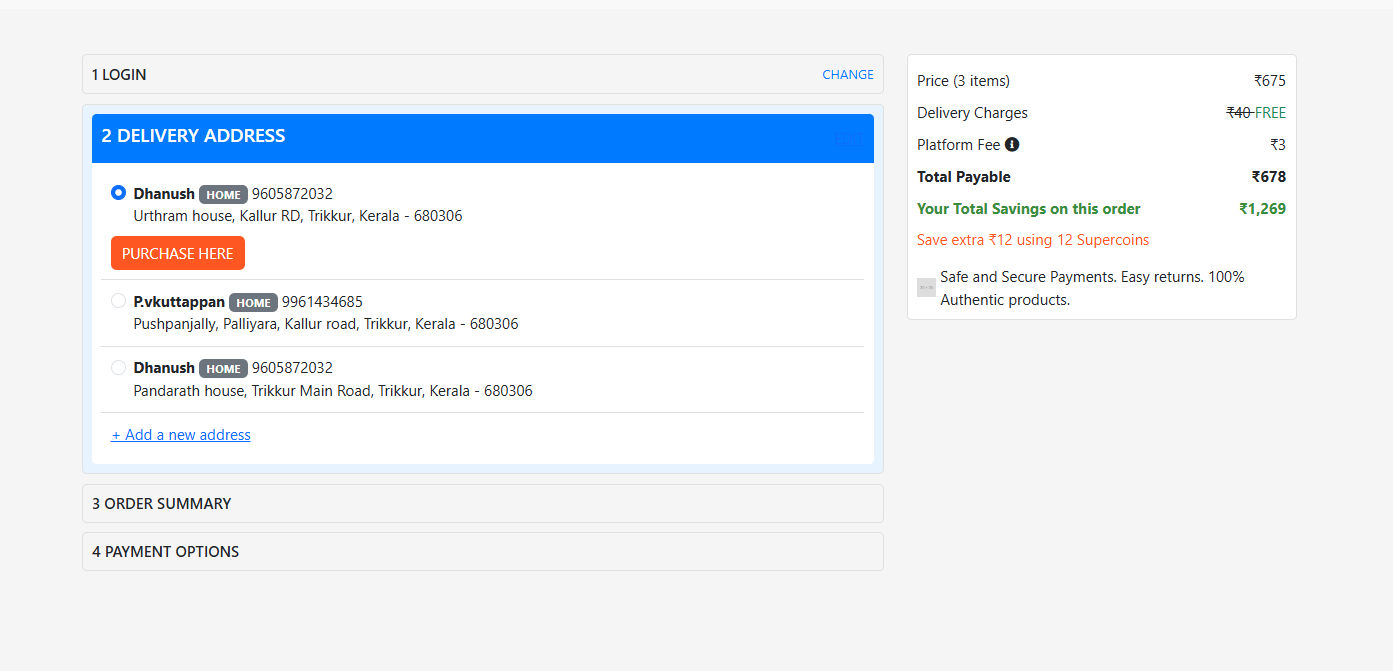 1 LOGIN
CHANGE
2 DELIVERY ADDRESS
Dhanush HOME 9605872032
Urthram house, Kallur RD, Trikkur, Kerala - 680306
PURCHASE HERE
P.vkuttappan HOME 9961434685
Pushpanjally, Palliyara, Kallur road, Trikkur, Kerala - 680306
Dhanush HOME 9605872032
Pandarath house, Trikkur Main Road, Trikkur, Kerala - 680306
+ Add a new address
3 ORDER SUMMARY
4 PAYMENT OPTIONS
Price (3 items) ₹675
Delivery Charges ₹40 FREE
Platform Fee ₹3
Total Payable ₹678
Your Total Savings on this order ₹1,269
Save extra ₹12 using 12 Supercoins
Safe and Secure Payments. Easy returns. 100%
Authentic products.